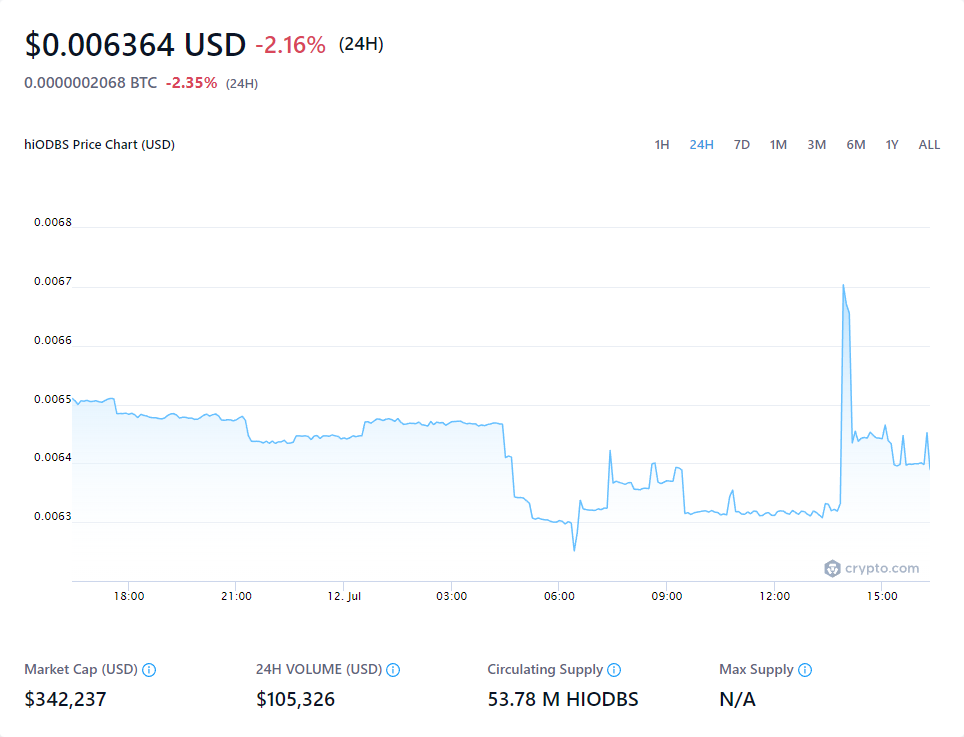 $0.006364 USD -2.16% (24H)
0.0000002068 BTC -2.35% (24H)
hiODBS Price Chart (USD) 1H 24H 7D 1M 3M 6M 1Y ALL
0.0068
0.0067
0.0066
0.0065
0.0064
0.0063
crypto.com
18:00 21:00 12. Jul 03:00 06:00 09:00 12:00 15:00
Market Cap (USD) 24H VOLUME (USD) Circulating Supply Max Supply
$342,237 $105,326 53.78 M HIODBS N/A